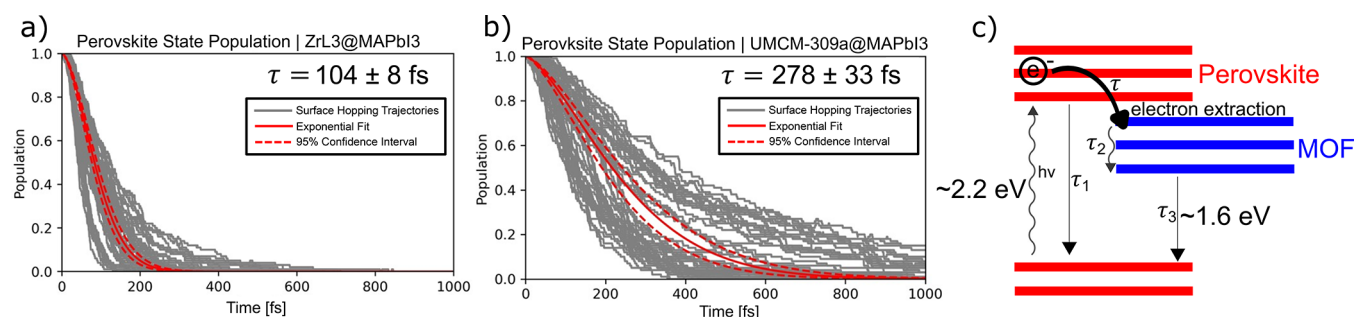 a)
Perovskite State Population | ZrL3@MAPbI3
τ = 104 ± 8 fs
Surface Hopping Trajectories
Exponential Fit
95% Confidence Interval
Population
1.0
0.8
0.6
0.4
0.2
0.0
0
200
400
600
800
1000
Time [fs]
b)
Perovksite State Population | UMCM-309a@MAPbI3
τ = 278 ± 33 fs
Surface Hopping Trajectories
Exponential Fit
95% Confidence Interval
Population
1.0
0.8
0.6
0.4
0.2
0.0
0
200
400
600
800
1000
Time [fs]
c)
e-
Perovskite
τ
electron extraction
MOF
τ2
hν
τ1
~2.2 eV
τ3
~1.6 eV